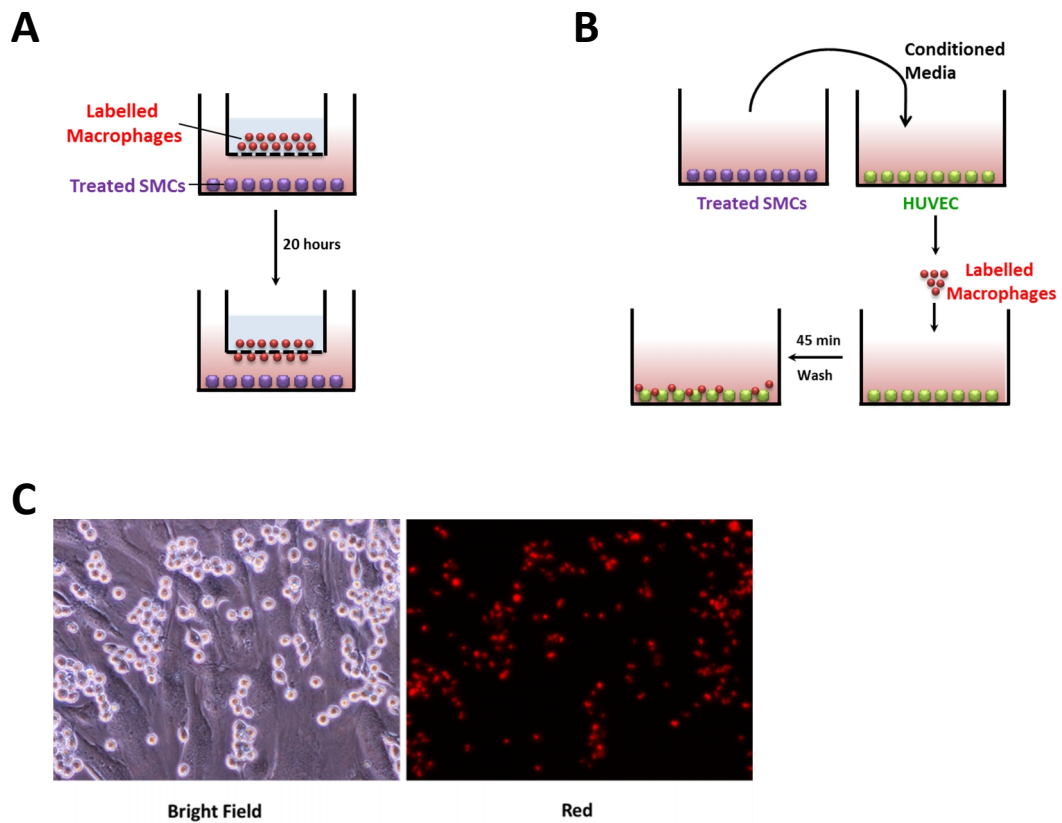 A
Labelled
Macrophages
Treated SMCs
20 hours
B
Conditioned
Media
Treated SMCs
HUVEC
Labelled
Macrophages
45 min
Wash
C
Bright Field
Red